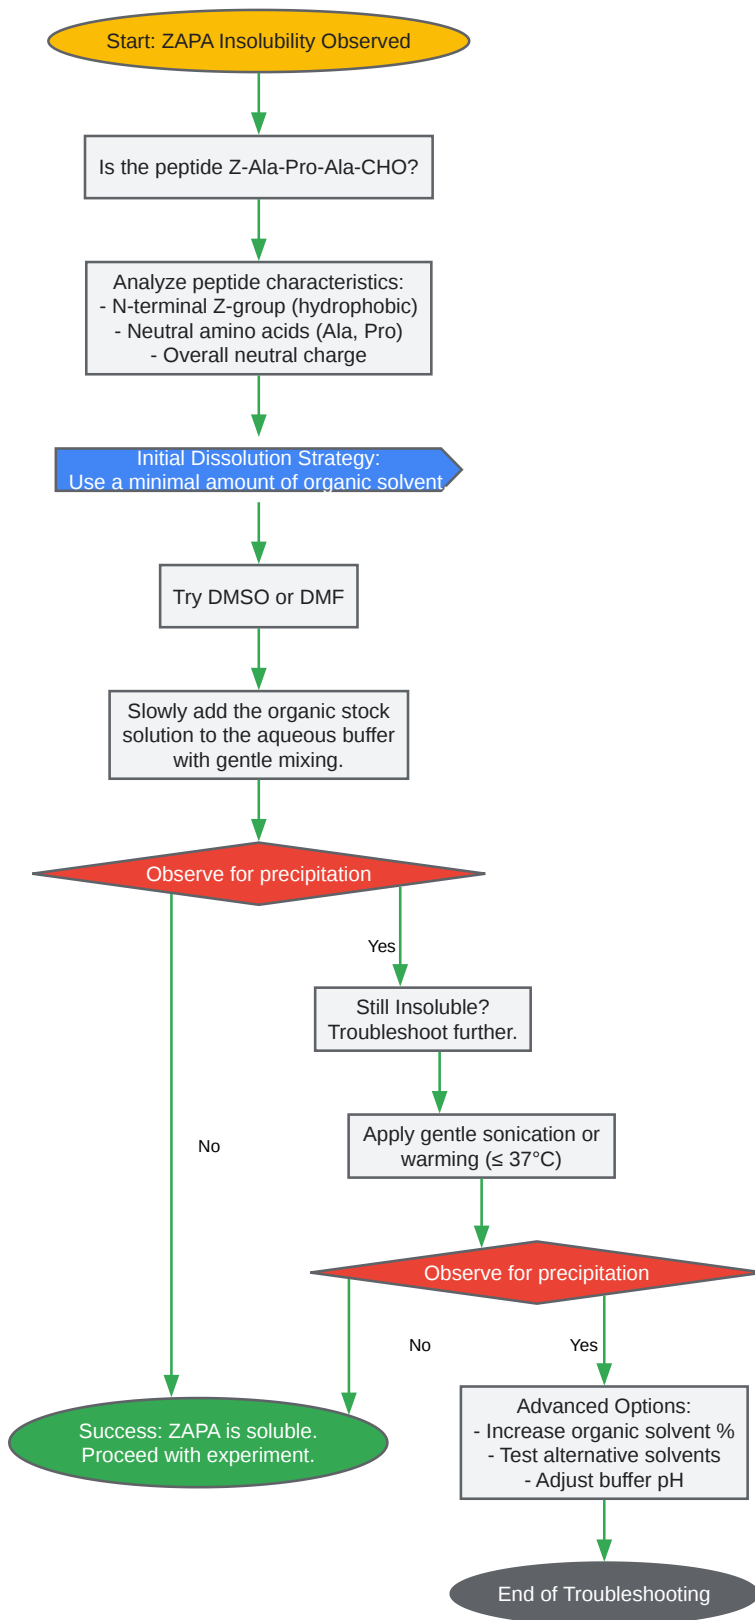 Start: ZAPA Insolubility Observed
Is the peptide Z-Ala-Pro-Ala-CHO?
Analyze peptide characteristics:
- N-terminal Z-group (hydrophobic)
- Neutral amino acids (Ala, Pro)
- Overall neutral charge
Initial Dissolution Strategy:
Use a minimal amount of organic solvent.
Try DMSO or DMF
Slowly add the organic stock
solution to the aqueous buffer
with gentle mixing.
Observe for precipitation
Yes
Still Insoluble?
Troubleshoot further.
Apply gentle sonication or
warming (≤ 37°C)
No
Observe for precipitation
No
Yes
Advanced Options:
- Increase organic solvent %
- Test alternative solvents
- Adjust buffer pH
Success: ZAPA is soluble.
Proceed with experiment.
End of Troubleshooting